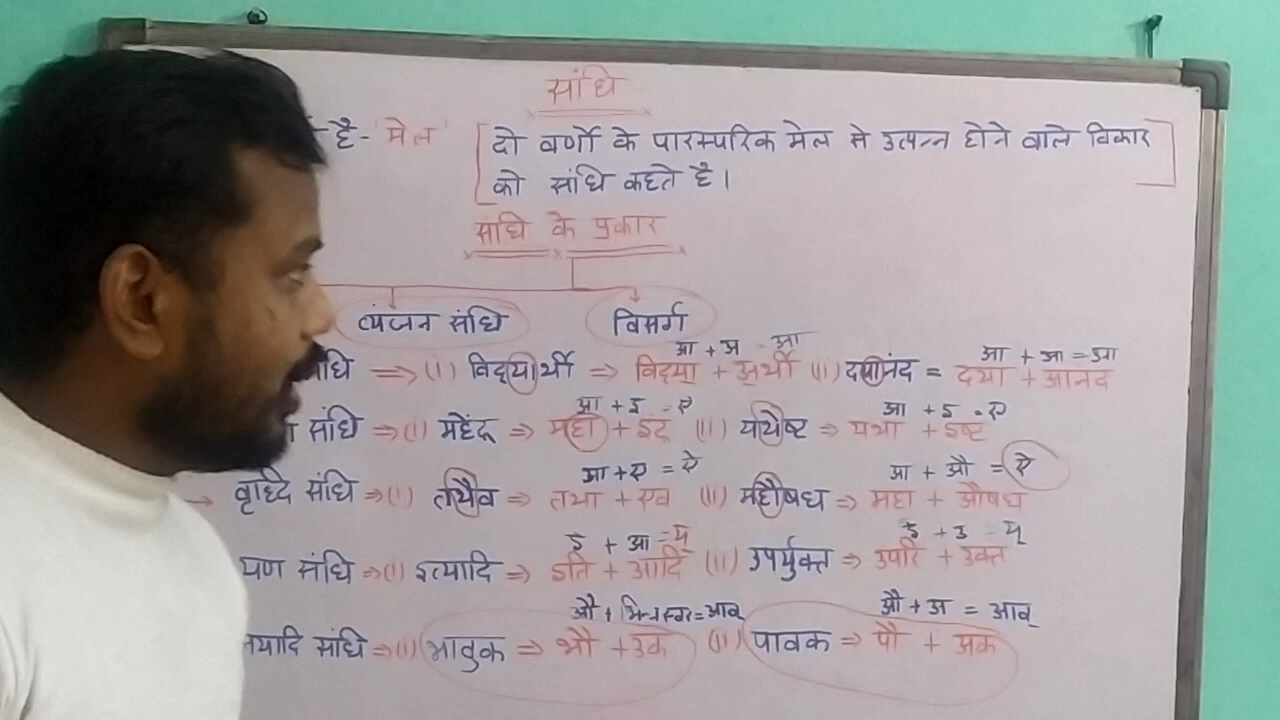 संधि
है- 'मेल' [दो वर्णो के पारस्परिक मेल से उत्पन्न होने वाले विकार
को संधि कहते है।]
संधि के प्रकार
व्यंजन संधि विसर्ग
आ + अ = आ आ + आ = आ
संधि ⇒ (i) विद्यार्थी ⇒ विद्या + अर्थी (ii) दयानंद = दया + आनंद
आ + इ = ए आ + इ = ए
संधि ⇒ (i) महेंद्र ⇒ महा + इंद्र (ii) यथेष्ट ⇒ यथा + इष्ट
आ + ए = ऐ आ + औ = ऐ
→ वृध्दि संधि ⇒ (i) तथैव ⇒ तथा + एव (ii) महौषध ⇒ महा + औषध
इ + आ = य् इ + उ = य्
यण संधि ⇒ (i) इत्यादि ⇒ इति + आदि (ii) उपर्युक्त ⇒ उपरि + उक्त
औ + भिन्न स्वर = आव् औ + अ = आव्
यादि संधि ⇒ (i) भावुक ⇒ भौ + उक (ii) पावक ⇒ पौ + अक